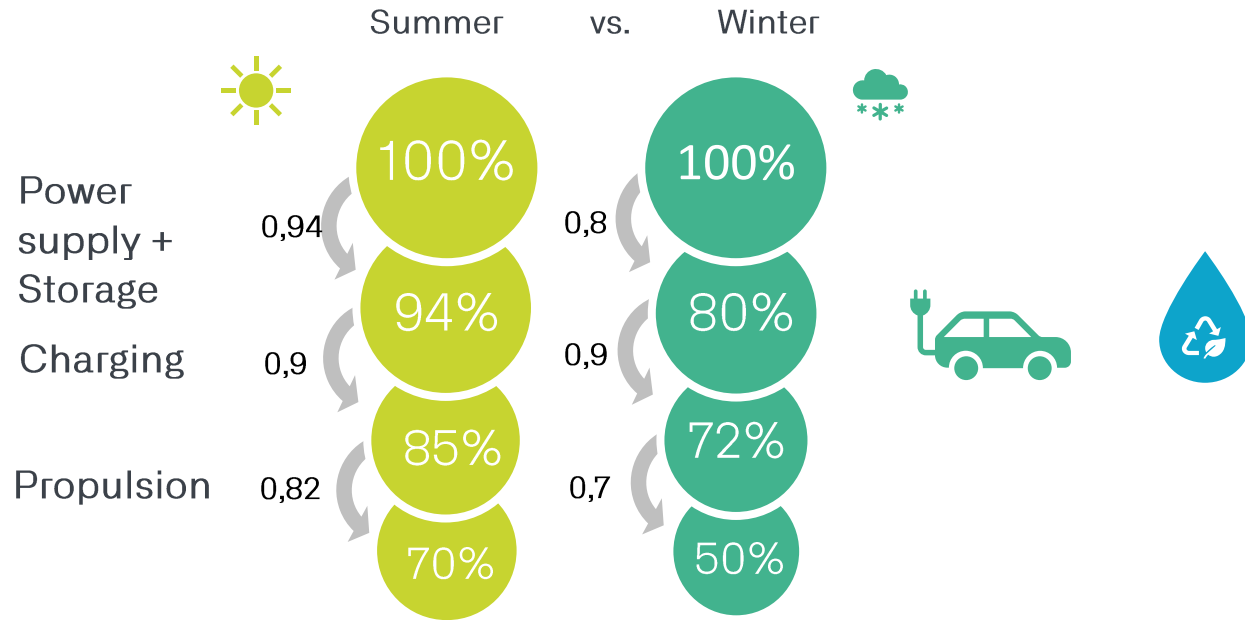 Summer vs. Winter
100% 100%
Power
supply +
Storage
0,94 0,8
94% 80%
Charging 0,9 0,9
85% 72%
Propulsion 0,82 0,7
70% 50%